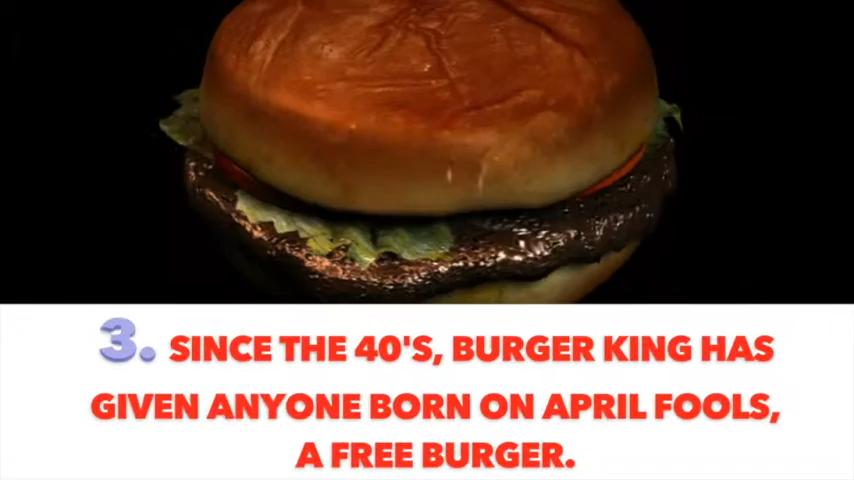 3. SINCE THE 40'S, BURGER KING HAS
GIVEN ANYONE BORN ON APRIL FOOLS,
A FREE BURGER.